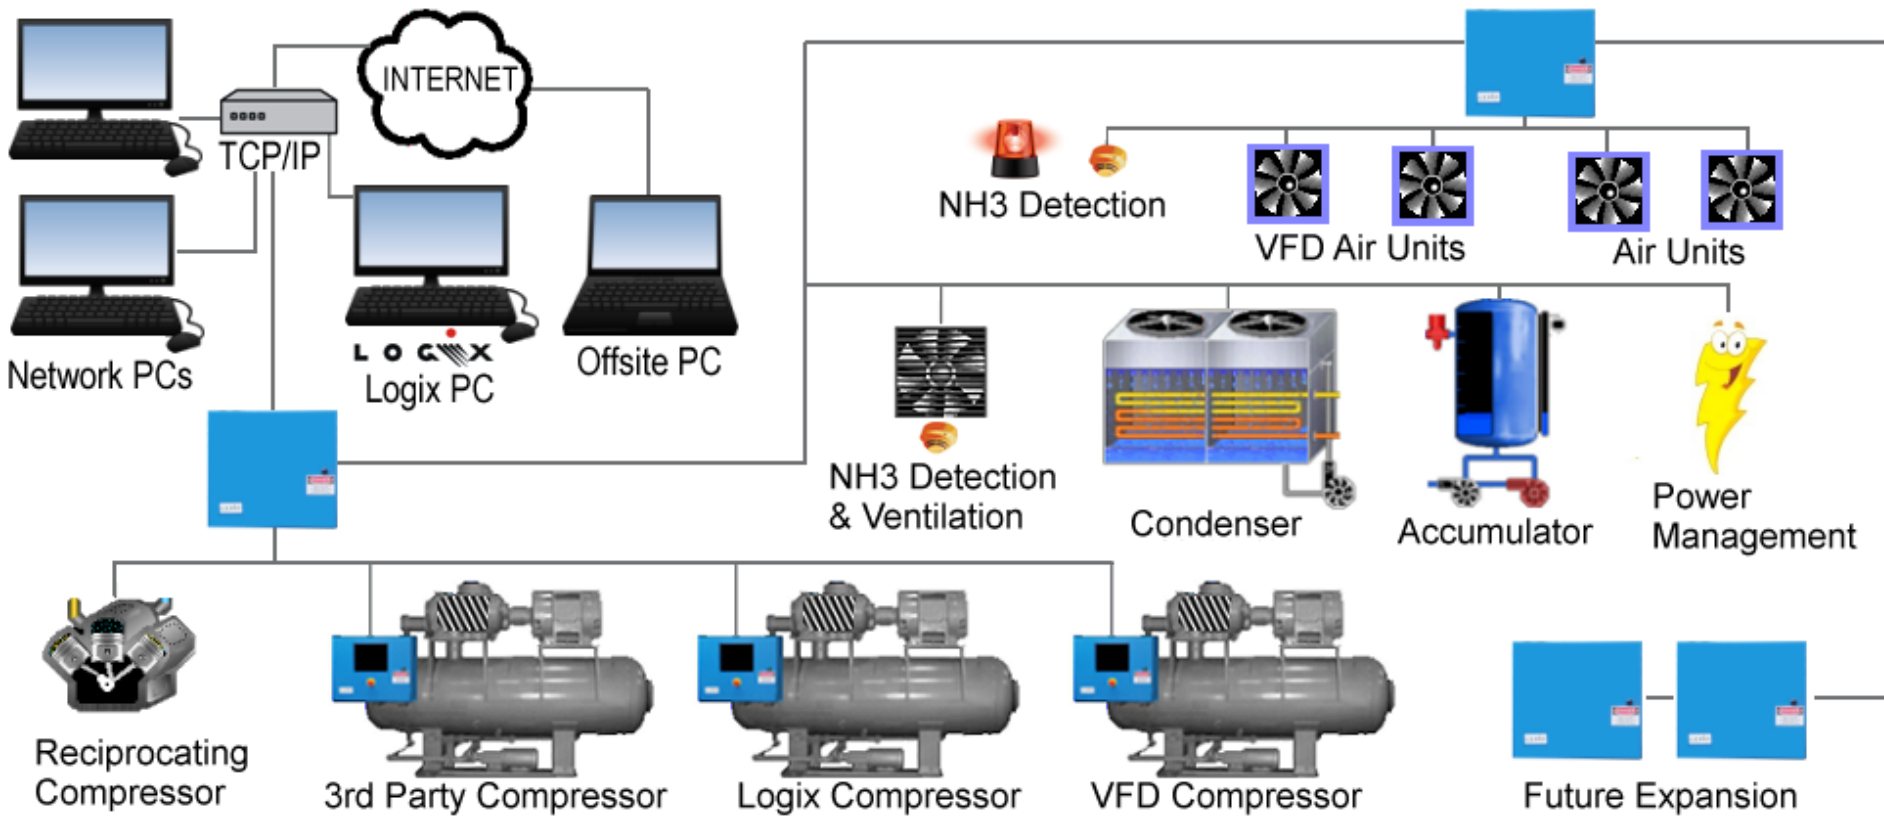 INTERNET
TCP/IP
NH3 Detection
VFD Air Units
Air Units
Network PCs
LOGIX
Logix PC
Offsite PC
NH3 Detection
& Ventilation
Condenser
Accumulator
Power
Management
Reciprocating
Compressor
3rd Party Compressor
Logix Compressor
VFD Compressor
Future Expansion